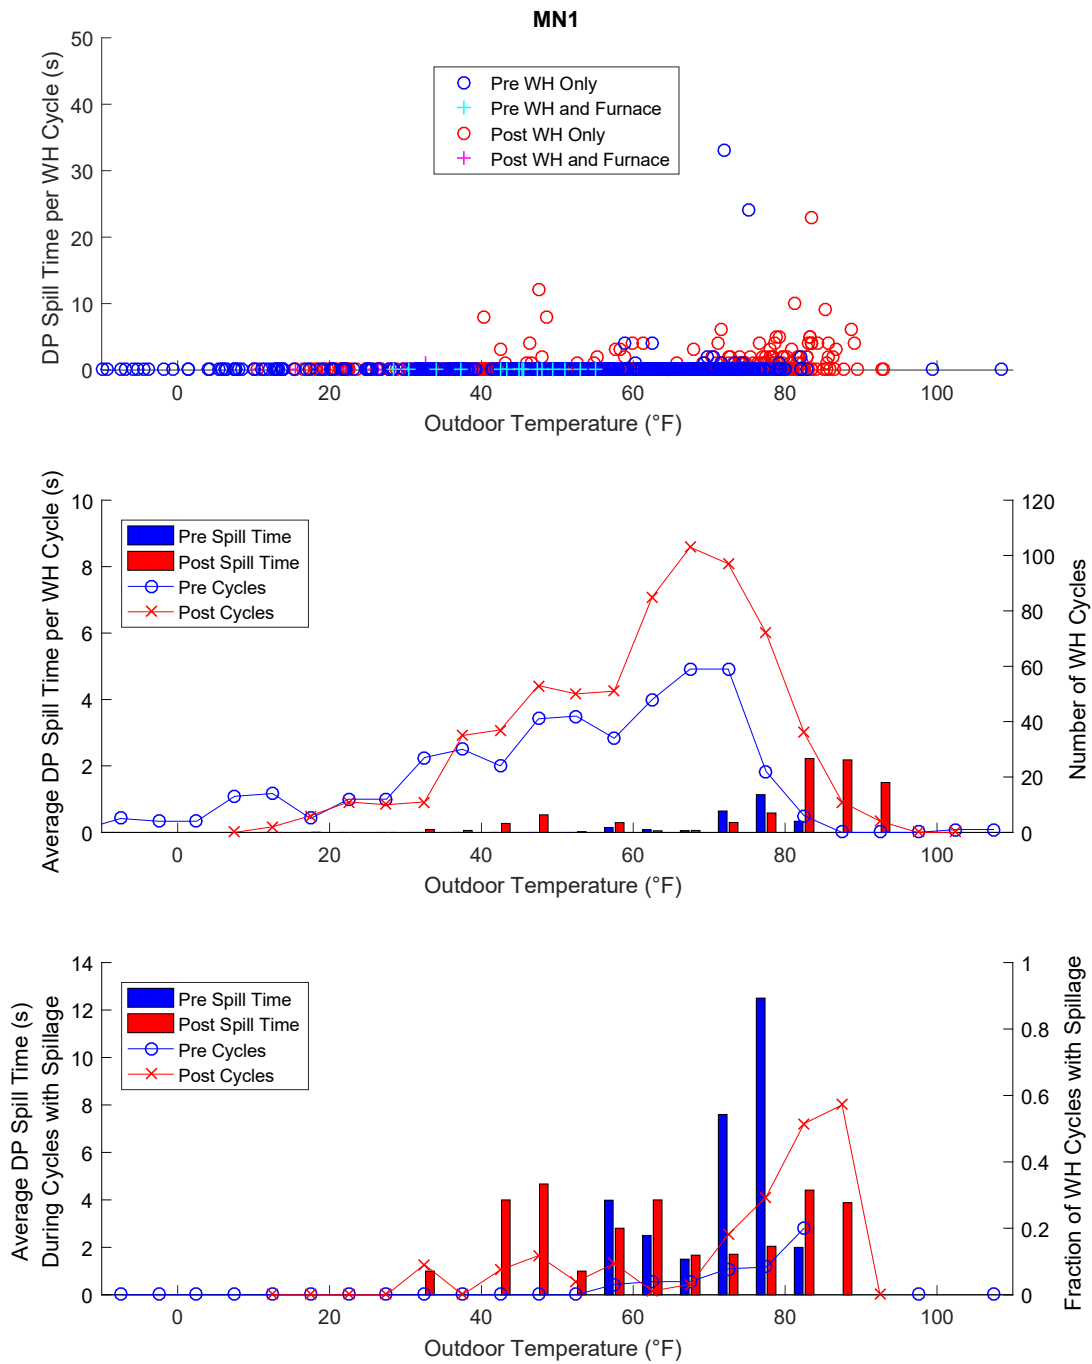 MN1
DP Spill Time per WH Cycle (s)
50
40
30
20
10
0
Pre WH Only
Pre WH and Furnace
Post WH Only
Post WH and Furnace
0 20 40 60 80 100
Outdoor Temperature (°F)
Average DP Spill Time per WH Cycle (s)
10
8
6
4
2
0
Pre Spill Time
Post Spill Time
Pre Cycles
Post Cycles
120
100
80
60
40
20
0
Number of WH Cycles
0 20 40 60 80 100
Outdoor Temperature (°F)
Average DP Spill Time (s)
During Cycles with Spillage
14
12
10
8
6
4
2
0
Pre Spill Time
Post Spill Time
Pre Cycles
Post Cycles
1
0.8
0.6
0.4
0.2
0
Fraction of WH Cycles with Spillage
0 20 40 60 80 100
Outdoor Temperature (°F)